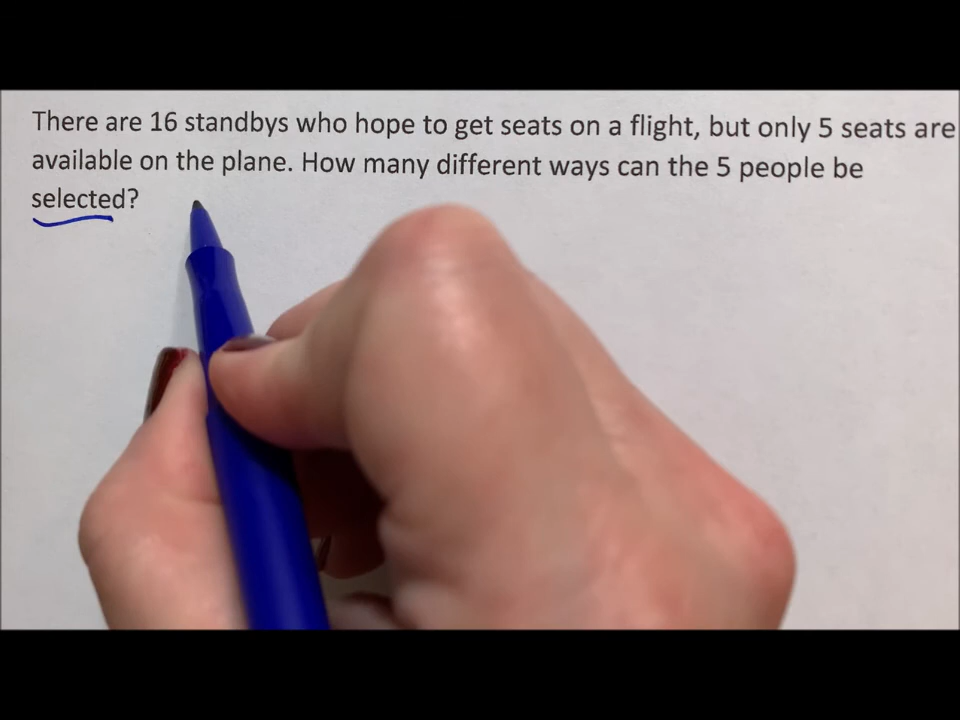 There are 16 standbys who hope to get seats on a flight, but only 5 seats are
available on the plane. How many different ways can the 5 people be
selected?